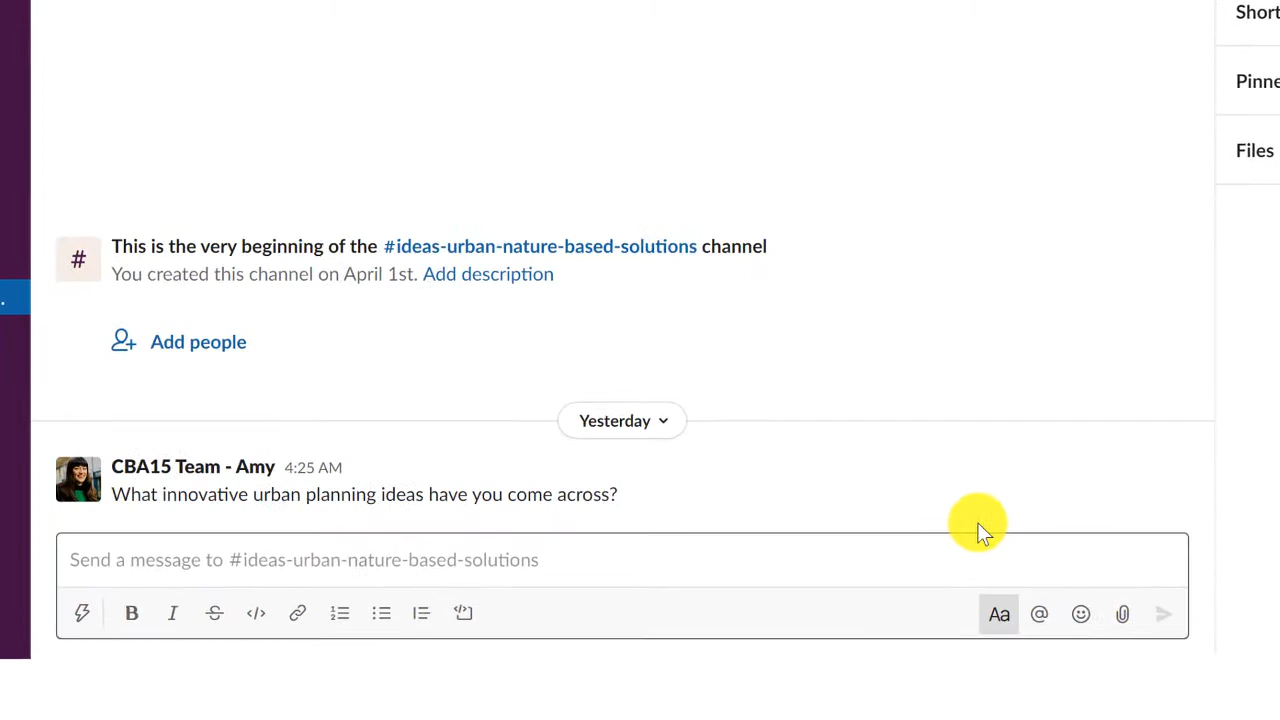 Short
Pinne
Files
# This is the very beginning of the #ideas-urban-nature-based-solutions channel
You created this channel on April 1st. Add description
Add people
Yesterday
CBA15 Team - Amy 4:25 AM
What innovative urban planning ideas have you come across?
Send a message to #ideas-urban-nature-based-solutions
B I S Aa @